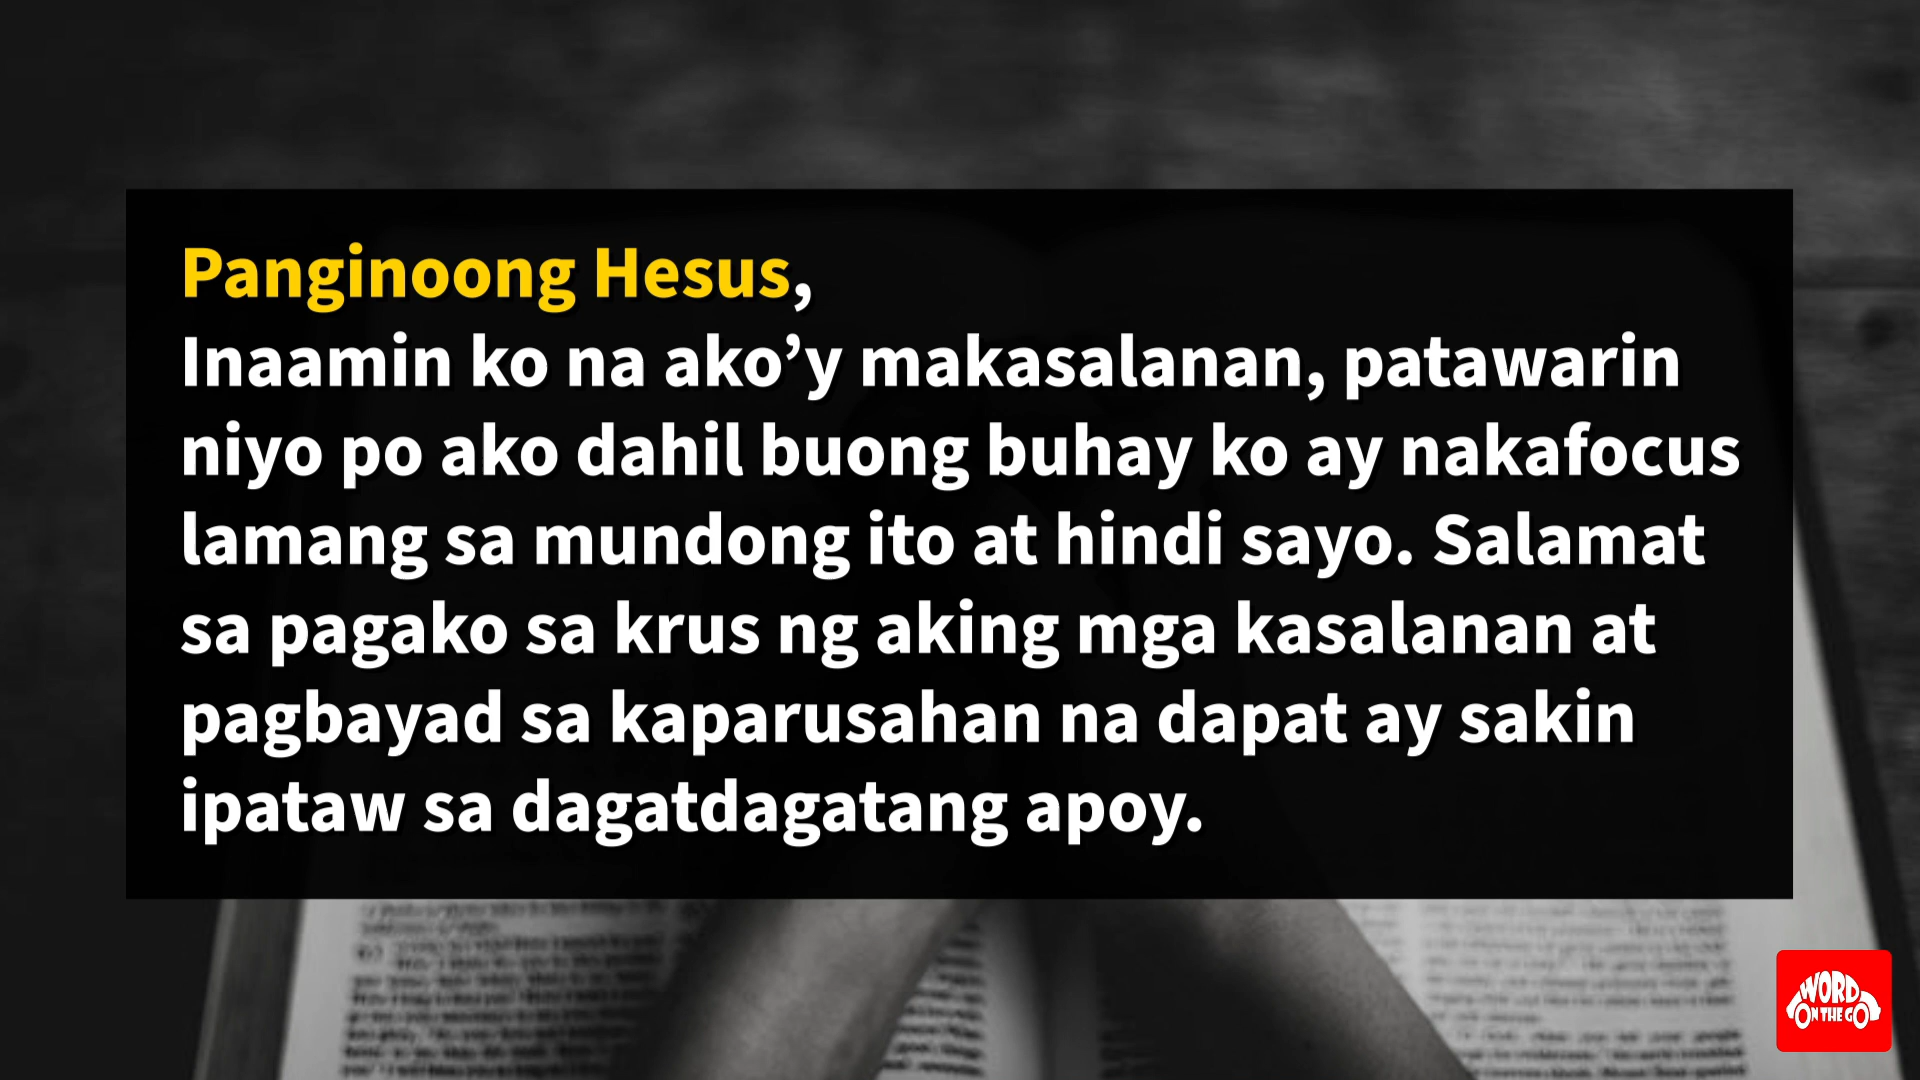 Panginoong Hesus,
Inaamin ko na ako’y makasalanan, patawarin
niyo po ako dahil buong buhay ko ay nakafocus
lamang sa mundong ito at hindi sayo. Salamat
sa pagako sa krus ng aking mga kasalanan at
pagbayad sa kaparusahan na dapat ay sakin
ipataw sa dagatdagatang apoy.
WORD
ON THE GO